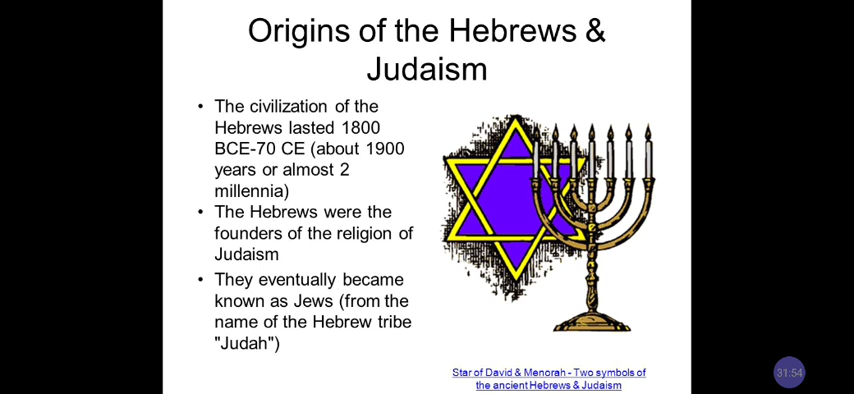 Origins of the Hebrews &
Judaism
• The civilization of the
Hebrews lasted 1800
BCE-70 CE (about 1900
years or almost 2
millennia)
• The Hebrews were the
founders of the religion of
Judaism
• They eventually became
known as Jews (from the
name of the Hebrew tribe
"Judah")
Star of David & Menorah - Two symbols of
the ancient Hebrews & Judaism
31:54